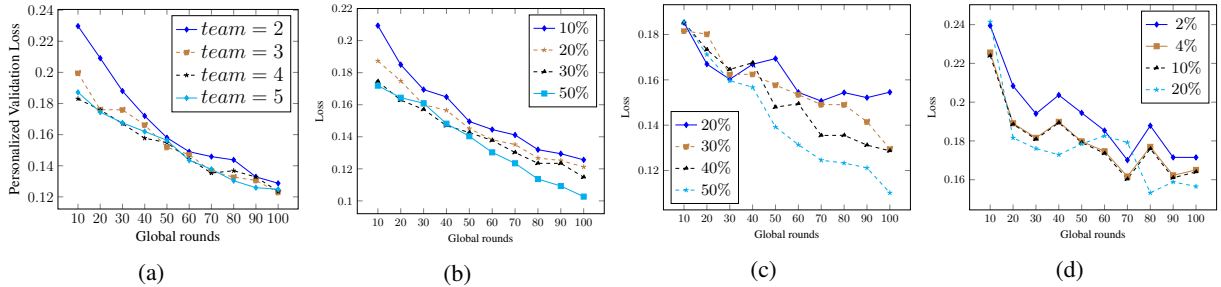 Personalized Validation Loss
0.24
0.22
0.2
0.18
0.16
0.14
0.12
10 20 30 40 50 60 70 80 90 100
Global rounds
team = 2
team = 3
team = 4
team = 5
(a)
Loss
0.2
0.18
0.16
0.14
0.12
0.1
10 20 30 40 50 60 70 80 90 100
Global rounds
10%
20%
30%
50%
(b)
Loss
0.18
0.16
0.14
0.12
10 20 30 40 50 60 70 80 90 100
Global rounds
20%
30%
40%
50%
(c)
Loss
0.24
0.22
0.2
0.18
0.16
10 20 30 40 50 60 70 80 90 100
Global rounds
2%
4%
10%
20%
(d)